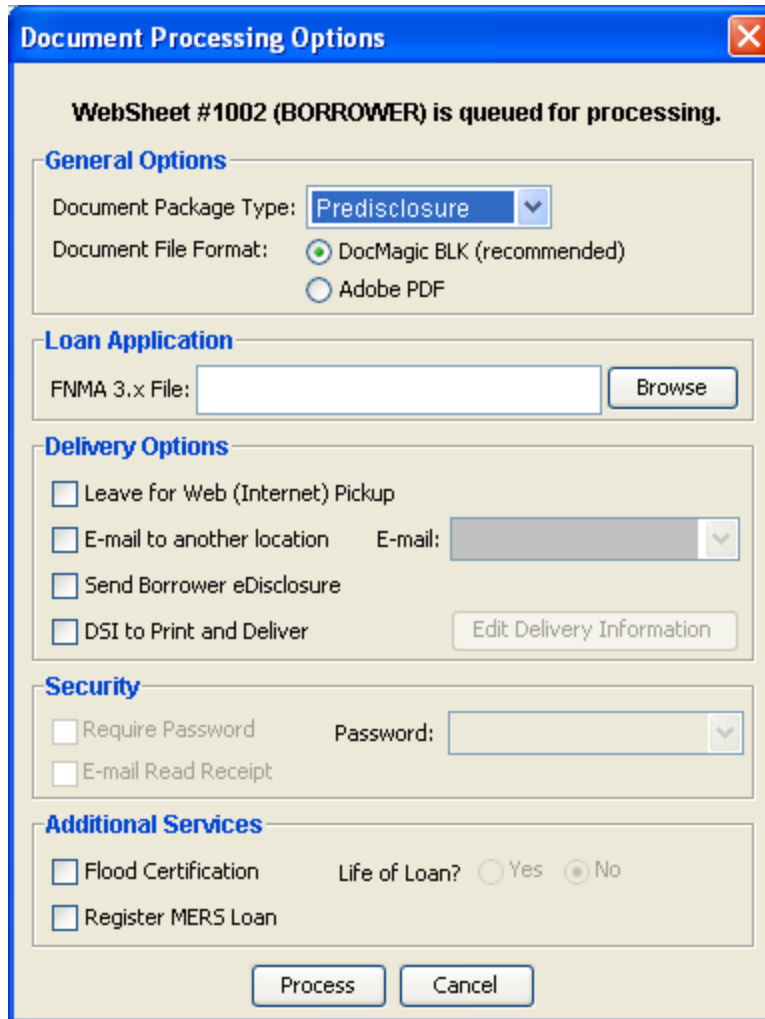 Document Processing Options
WebSheet #1002 (BORROWER) is queued for processing.
General Options
Document Package Type: Predisclosure
Document File Format: DocMagic BLK (recommended)
Adobe PDF
Loan Application
FNMA 3.x File: Browse
Delivery Options
Leave for Web (Internet) Pickup
E-mail to another location E-mail:
Send Borrower eDisclosure
DSI to Print and Deliver Edit Delivery Information
Security
Require Password Password:
E-mail Read Receipt
Additional Services
Flood Certification Life of Loan? Yes No
Register MERS Loan
Process Cancel